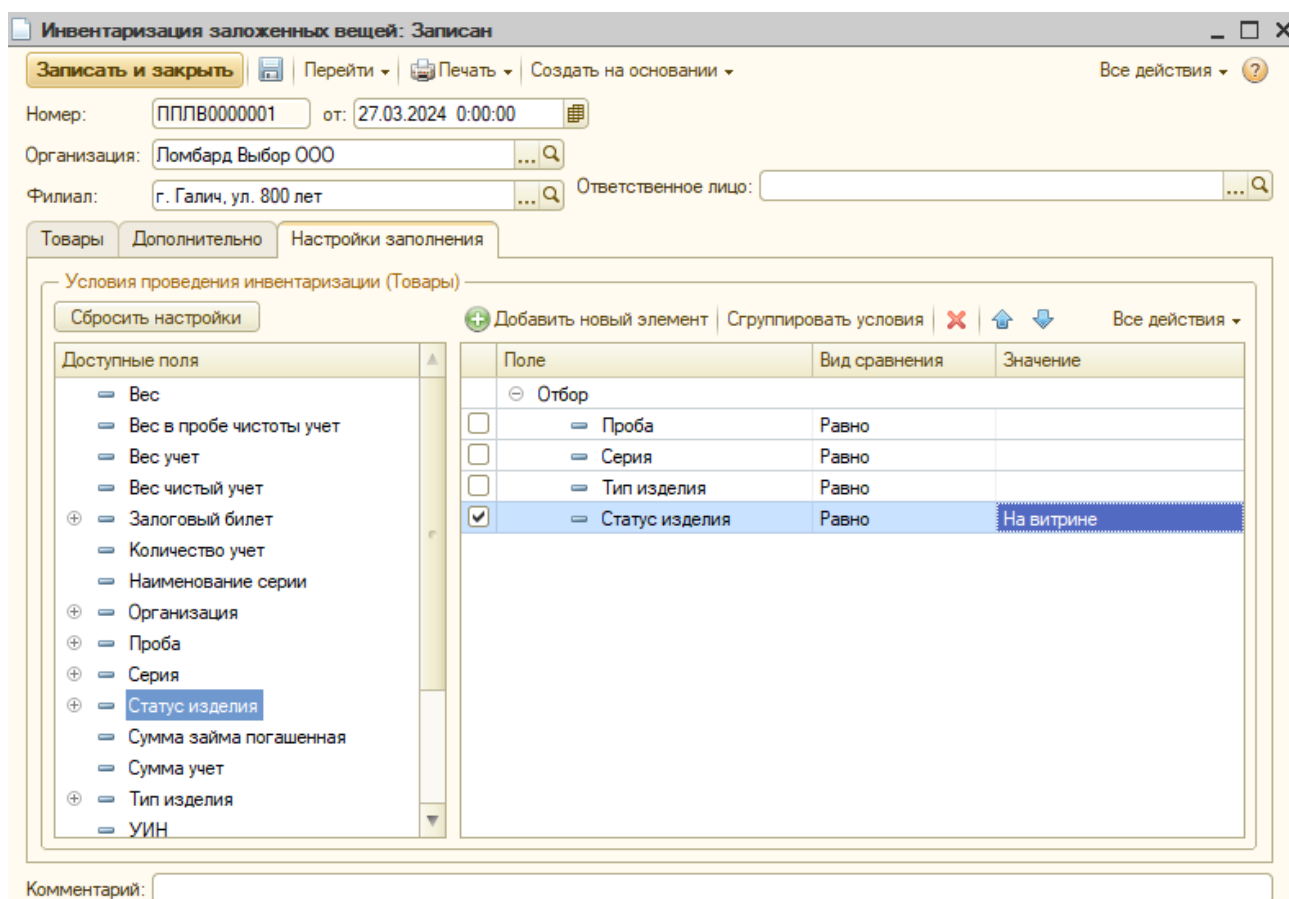 Инвентаризация заложенных вещей: Записан
Записать и закрыть Перейти Печать Создать на основании Все действия ?
Номер: ППЛВ0000001 от: 27.03.2024 0:00:00
Организация: Ломбард Выбор ООО ...
Филиал: г. Галич, ул. 800 лет ... Ответственное лицо: ...
Товары Дополнительно Настройки заполнения
Условия проведения инвентаризации (Товары)
Сбросить настройки Добавить новый элемент Сгруппировать условия Все действия
Доступные поля Поле Вид сравнения Значение
Вес Отбор
Вес в пробе чистоты учет Проба Равно
Вес учет Серия Равно
Вес чистый учет Тип изделия Равно
Залоговый билет Статус изделия Равно На витрине
Количество учет
Наименование серии
Организация
Проба
Серия
Статус изделия
Сумма займа погашенная
Сумма учет
Тип изделия
УИН
Комментарий: